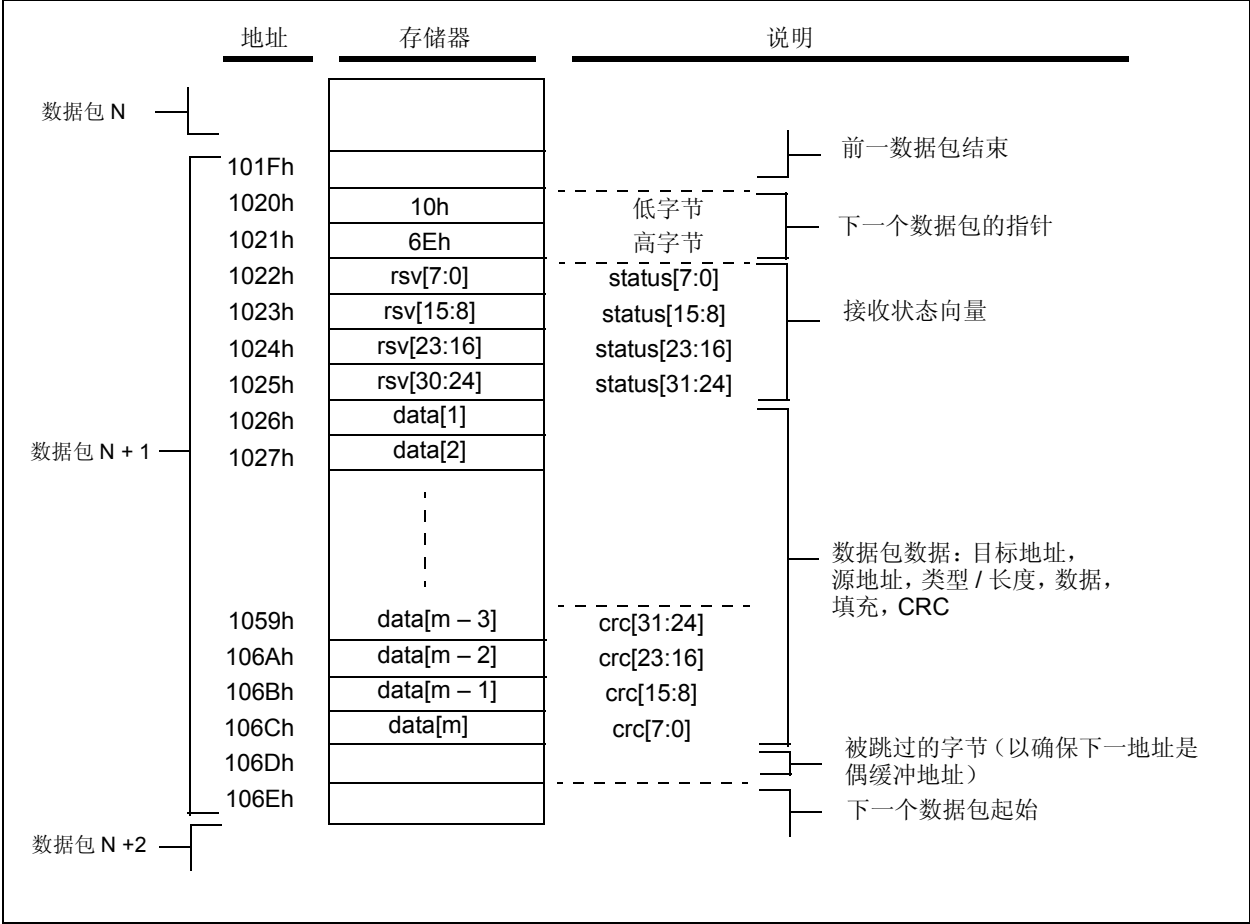 地址 存储器 说明
数据包 N
前一数据包结束
101Fh
1020h 10h 低字节
下一个数据包的指针
1021h 6Eh 高字节
1022h rsv[7:0] status[7:0]
1023h rsv[15:8] status[15:8]
接收状态向量
1024h rsv[23:16] status[23:16]
1025h rsv[30:24] status[31:24]
1026h data[1]
数据包 N + 1
1027h data[2]
数据包数据：目标地址，
源地址，类型 / 长度，数据，
填充，CRC
1059h data[m – 3] crc[31:24]
106Ah data[m – 2] crc[23:16]
106Bh data[m – 1] crc[15:8]
106Ch data[m] crc[7:0]
被跳过的字节（以确保下一地址是
偶缓冲地址）
106Dh
106Eh
下一个数据包起始
数据包 N +2